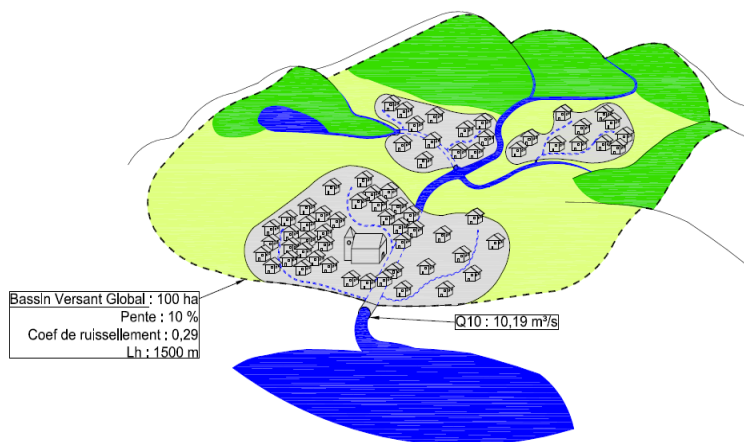 Bassin Versant Global : 100 ha
Pente : 10 %
Coef de ruissellement : 0,29
Lh : 1500 m
Q10 : 10,19 m³/s